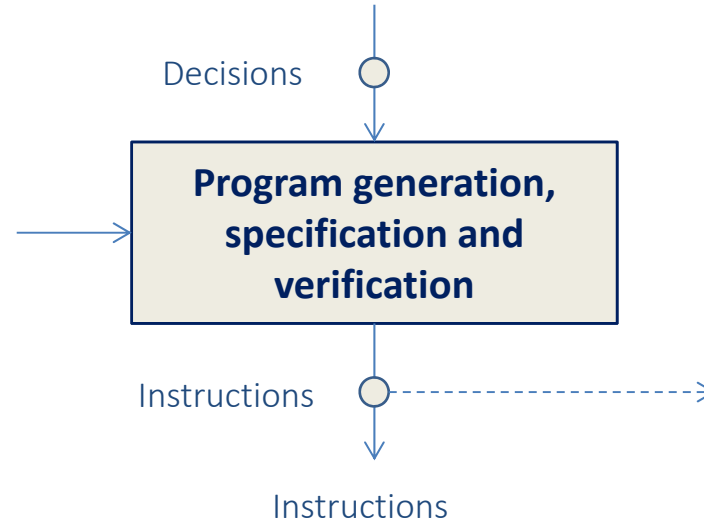 Decisions
Program generation,
specification and
verification
Instructions
Instructions